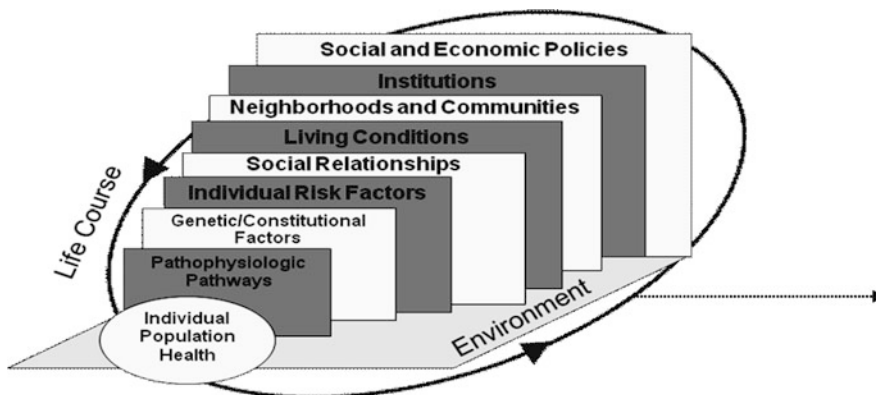 Social and Economic Policies
Institutions
Neighborhoods and Communities
Living Conditions
Social Relationships
Individual Risk Factors
Genetic/Constitutional
Factors
Pathophysiologic
Pathways
Individual
Population
Health
Life Course
Environment